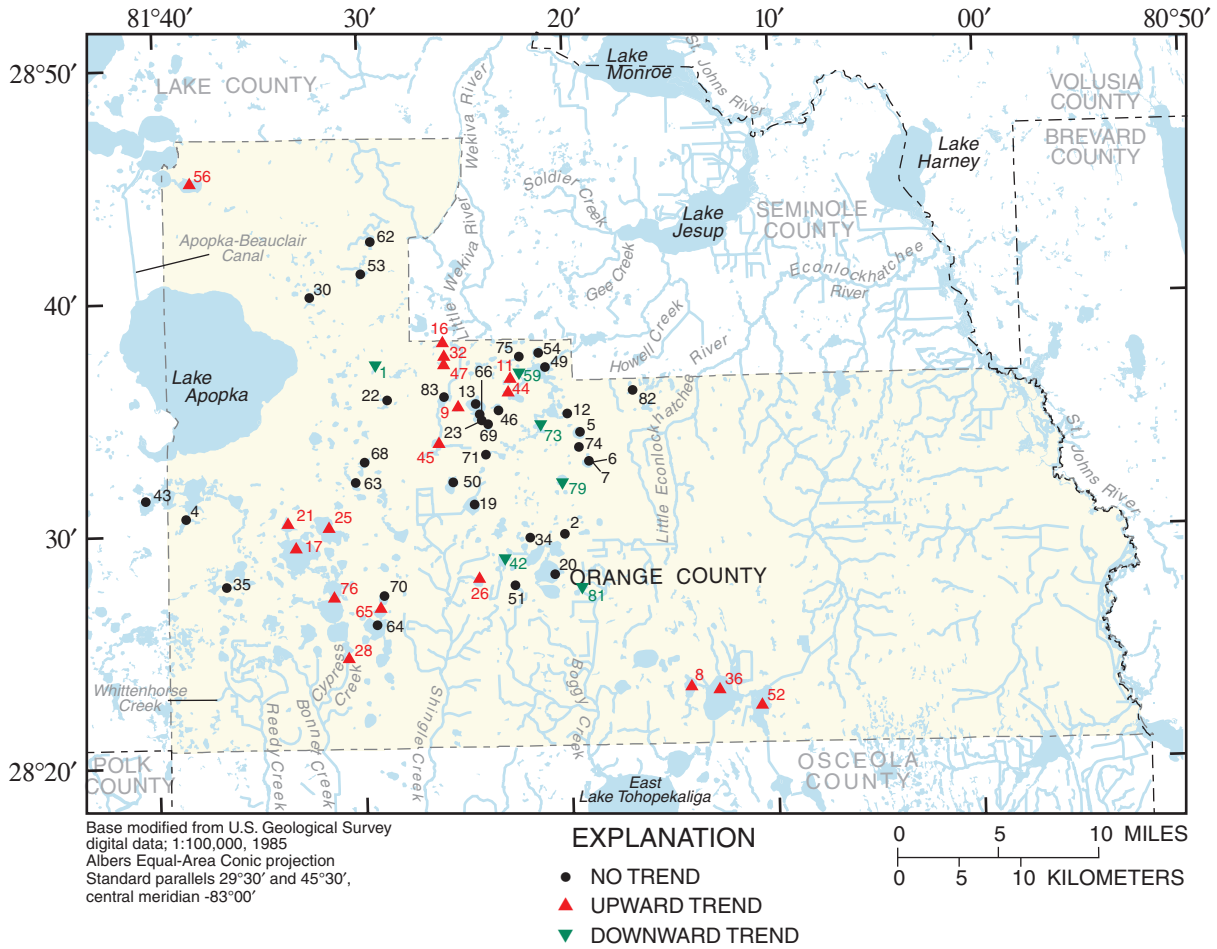 81°40′ 30′ 20′ 10′ 00′ 80°50′
28°50′
40′
30′
28°20′
LAKE COUNTY
Wekiva River
Lake
Monroe
St. Johns
River
VOLUSIA
COUNTY
BREVARD
COUNTY
Lake
Harney
56
Soldier
Creek
Lake
Jesup
SEMINOLE
COUNTY
Apopka-Beauclair
Canal
62
53
30
Little Wekiva River
Gee Creek
Econlockhatchee
River
Howell Creek
Little Econlockhatchee River
16
32
47
75
54
49
11
59
44
66
1
Lake
Apopka
22
83
13
9
23
69
46
82
12
5
73
74
6
7
45
71
68
63
50
19
79
43
4
21
25
17
34
2
42
20
ORANGE COUNTY
26
51
81
35
76
70
65
64
28
8
36
52
St. Johns River
Whittenhorse
Creek
Cypress
Creek
Reedy Creek
Bonnet Creek
Shingle Creek
Boggy Creek
POLK
COUNTY
East
Lake Tohopekaliga
OSCEOLA
COUNTY
Base modified from U.S. Geological Survey
digital data; 1:100,000, 1985
Albers Equal-Area Conic projection
Standard parallels 29°30′ and 45°30′,
central meridian -83°00′
EXPLANATION
NO TREND
UPWARD TREND
DOWNWARD TREND
0 5 10 MILES
0 5 10 KILOMETERS